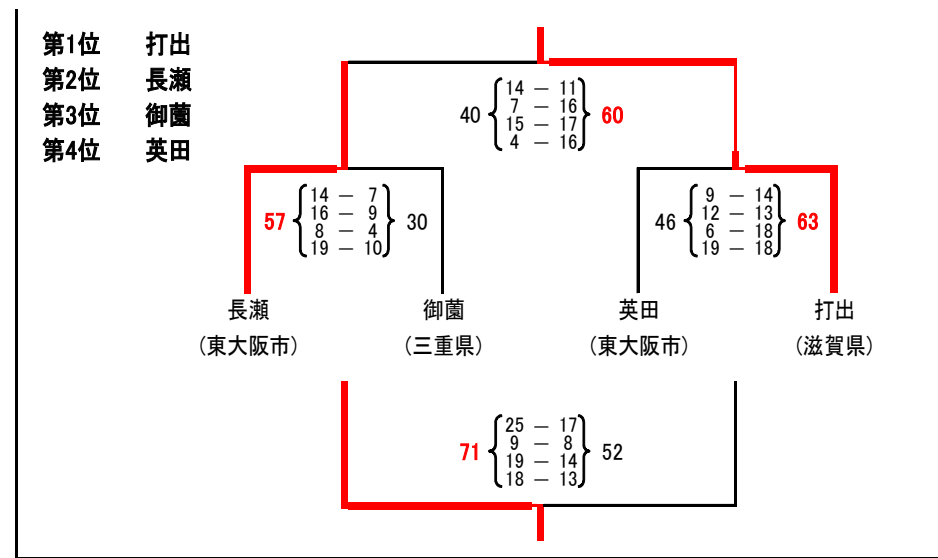 第1位 打出
第2位 長瀬
第3位 御薗
第4位 英田
14 － 11
40 7 － 16 60
15 － 17
4 － 16
14 － 7
57 16 － 9 30
8 － 4
19 － 10
9 － 14
46 12 － 13 63
6 － 18
19 － 18
長瀬 御薗 英田 打出
(東大阪市) (三重県) (東大阪市) (滋賀県)
25 － 17
71 9 － 8 52
19 － 14
18 － 13